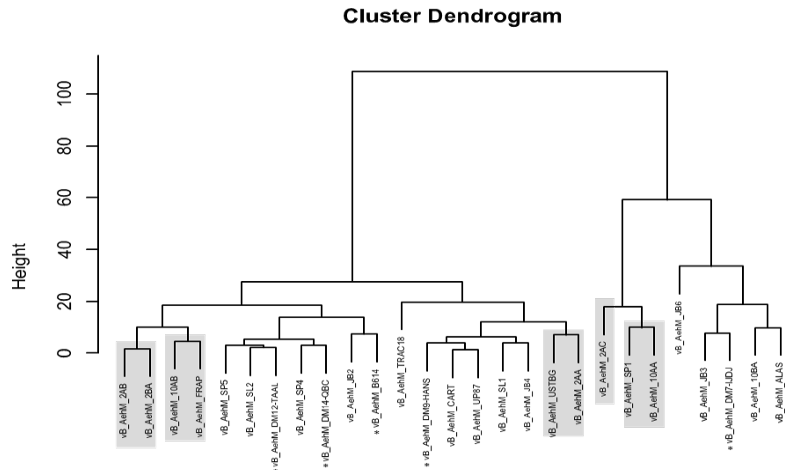 Cluster Dendrogram
Height
100
80
60
40
20
0
vB_AehM_2AB
vB_AehM_2BA
vB_AehM_10AB
vB_AehM_FRAP
vB_AehM_SP5
vB_AehM_SL2
* vB_AehM_DM12-TAAL
vB_AehM_SP4
* vB_AehM_DM14-QBC
vB_AehM_JB2
* vB_AehM_B614
vB_AehM_TRAC18
* vB_AehM_DM9-HANS
vB_AehM_CART
vB_AehM_UP87
vB_AehM_SL1
vB_AehM_JB4
vB_AehM_USTBG
vB_AehM_2AA
vB_AehM_2AC
vB_AehM_SP1
vB_AehM_10AA
vB_AehM_JB6
vB_AehM_JB3
* vB_AehM_DM7-IJDJ
vB_AehM_10BA
vB_AehM_ALAS